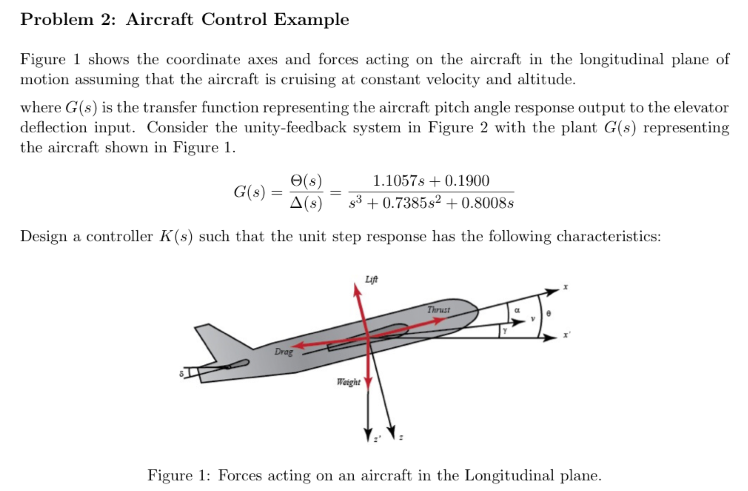 Problem 2: Aircraft Control Example
Figure 1 shows the coordinate axes and forces acting on the aircraft in the longitudinal plane of
motion assuming that the aircraft is cruising at constant velocity and altitude.
where G(s) is the transfer function representing the aircraft pitch angle response output to the elevator
deflection input. Consider the unity-feedback system in Figure 2 with the plant G(s) representing
the aircraft shown in Figure 1.
G(s) = Θ(s)/Δ(s) = (1.1057s + 0.1900)/(s³ + 0.7385s² + 0.8008s)
Design a controller K(s) such that the unit step response has the following characteristics:
Lift
x
Thrust
α
v
θ
γ
x'
Drag
δ
Weight
z'
z
Figure 1: Forces acting on an aircraft in the Longitudinal plane.